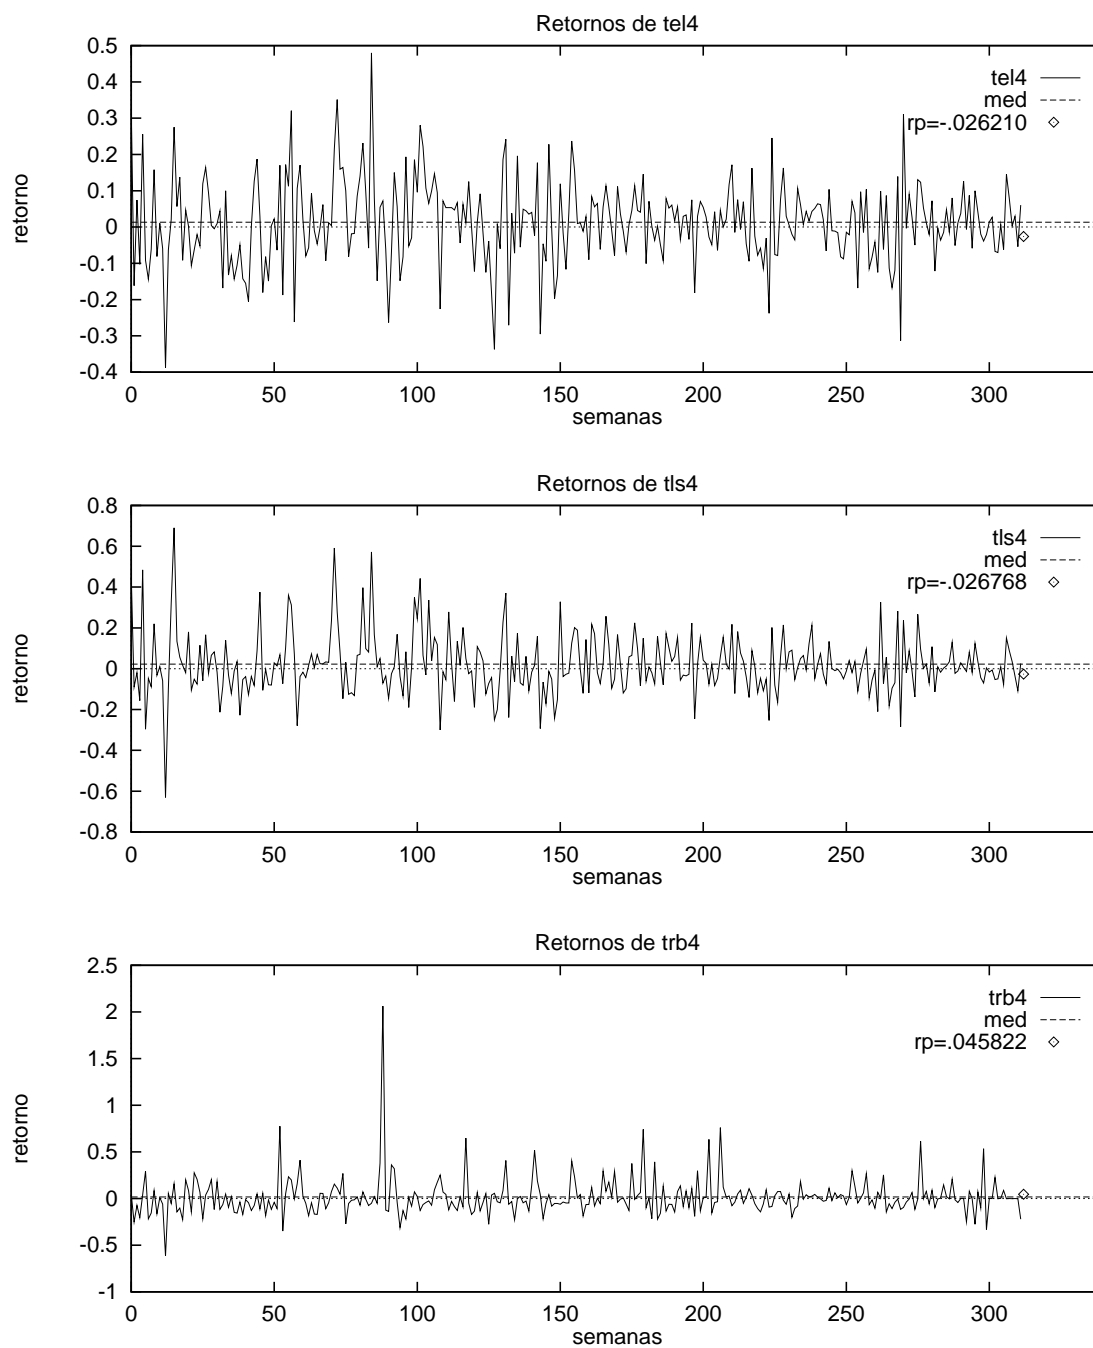 Retornos de tel4
0.5
0.4
0.3
0.2
0.1
0
-0.1
-0.2
-0.3
-0.4
retorno
tel4
med
rp=-.026210
0 50 100 150 200 250 300
semanas
Retornos de tls4
0.8
0.6
0.4
0.2
0
-0.2
-0.4
-0.6
-0.8
retorno
tls4
med
rp=-.026768
0 50 100 150 200 250 300
semanas
Retornos de trb4
2.5
2
1.5
1
0.5
0
-0.5
-1
retorno
trb4
med
rp=.045822
0 50 100 150 200 250 300
semanas